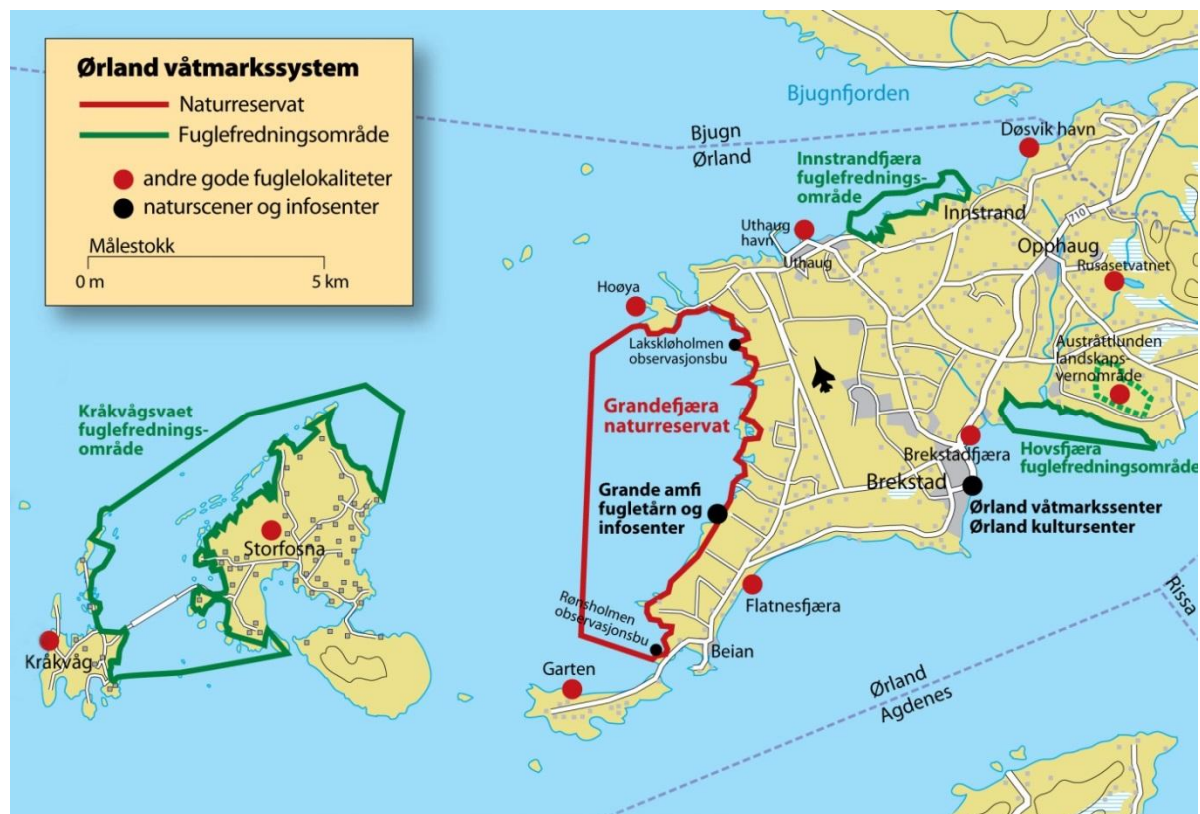 Ørland våtmarkssystem
Naturreservat
Fuglefredningsområde
andre gode fuglelokaliteter
naturscener og infosenter
Målestokk
0 m
5 km
Bjugnfjorden
Bjugn
Ørland
Døsvik havn
Innstrandfjæra
fuglefrednings-
område
Innstrand
710
Uthaug
havn
Uthaug
Opphaug
Rusasetvatnet
Hoøya
Lakskløholmen
observasjonsbu
Austråttlunden
landskaps-
vernområde
Kråkvågsvaet
fuglefrednings-
område
Grandefjæra
naturreservat
Brekstadfjæra
Hovsfjæra
fuglefredningsområde
Brekstad
Grande amfi
fugletårn og
infosenter
Ørland våtmarkssenter
Ørland kultursenter
Storfosna
Flatnesfjæra
Rissa
Rønsholmen
observasjonsbu
Beian
Kråkvåg
Garten
Ørland
Agdenes